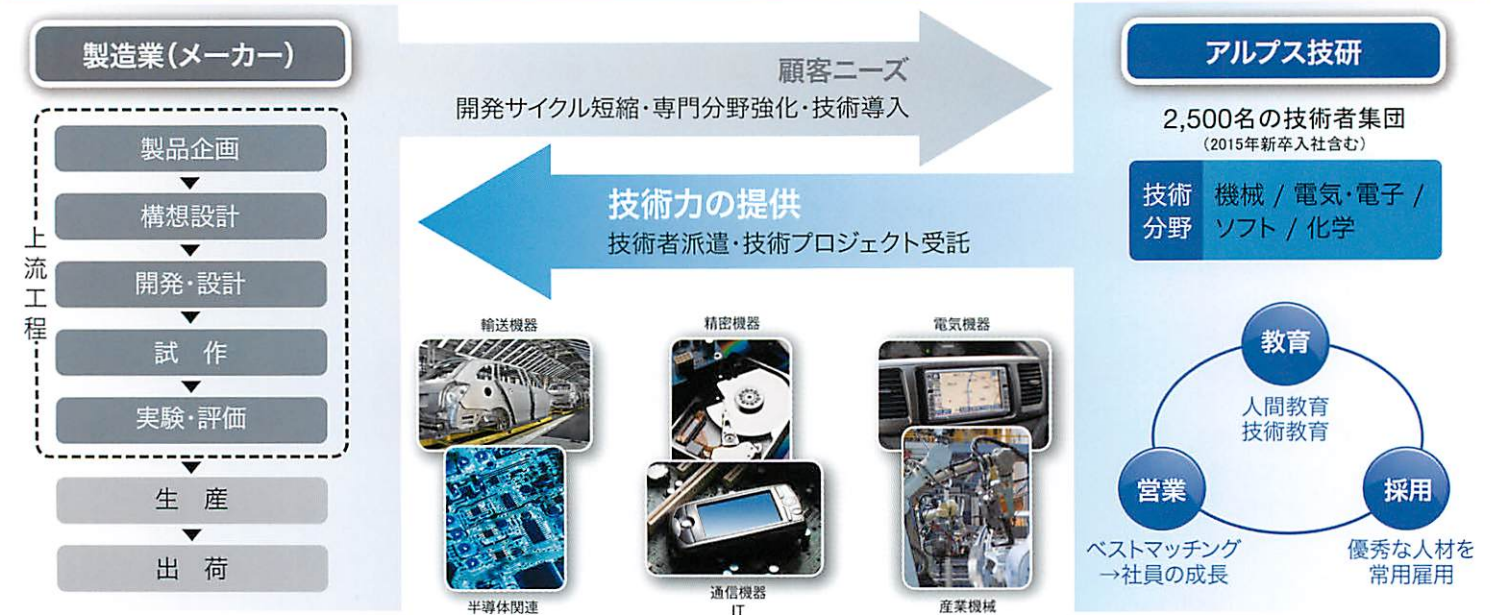 製造業(メーカー)
上流工程
製品企画
構想設計
開発・設計
試 作
実験・評価
生 産
出 荷
顧客ニーズ
開発サイクル短縮・専門分野強化・技術導入
技術力の提供
技術者派遣・技術プロジェクト受託
輸送機器
精密機器
電気機器
半導体関連
通信機器
IT
産業機械
アルプス技研
2,500名の技術者集団
(2015年新卒入社含む)
技術
分野
機械 / 電気・電子 /
ソフト / 化学
教育
人間教育
技術教育
営業
ベストマッチング
→社員の成長
採用
優秀な人材を
常用雇用